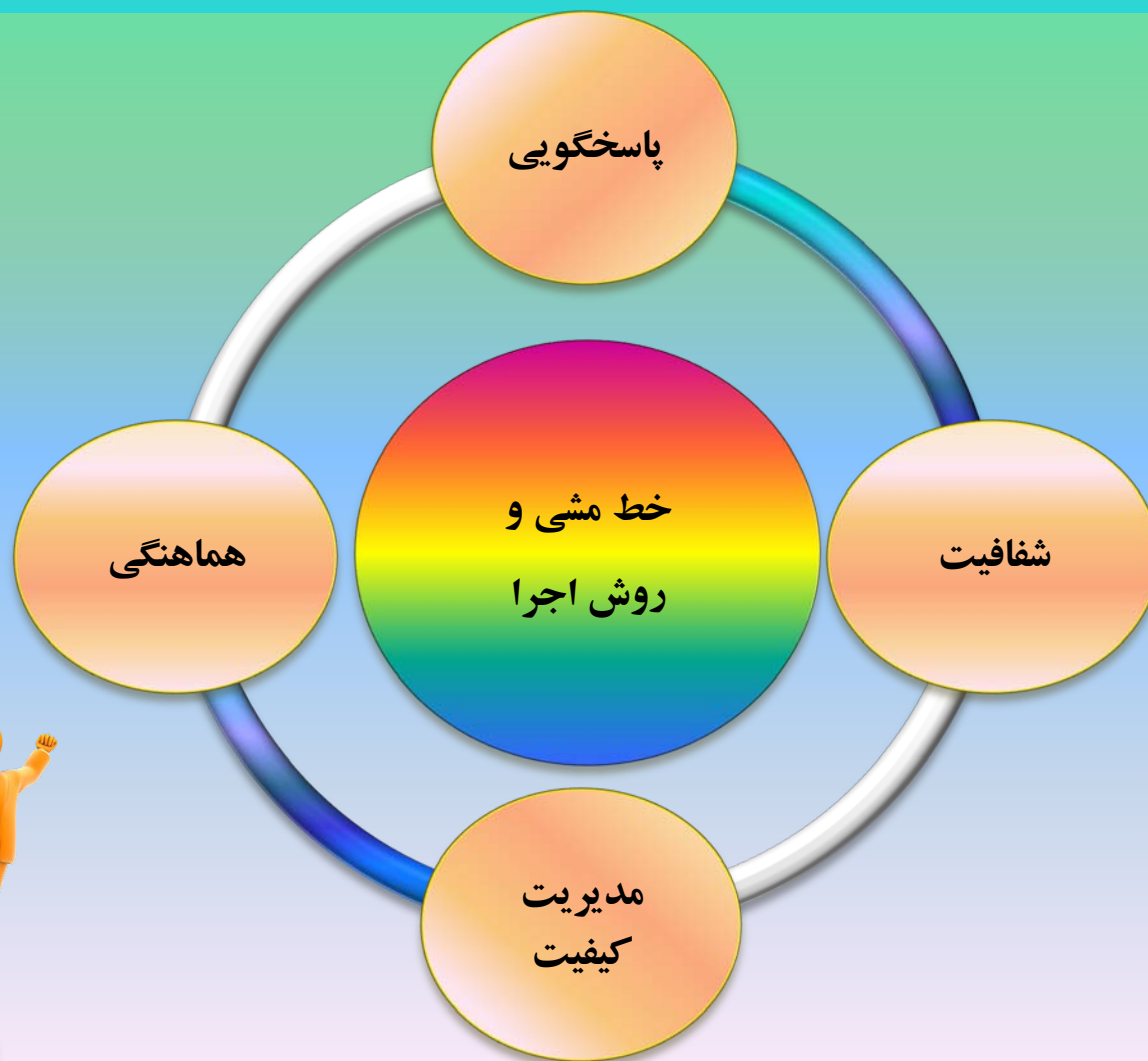 پاسخگویی
هماهنگی
خط مشی و
روش اجرا
شفافیت
مدیریت
کیفیت